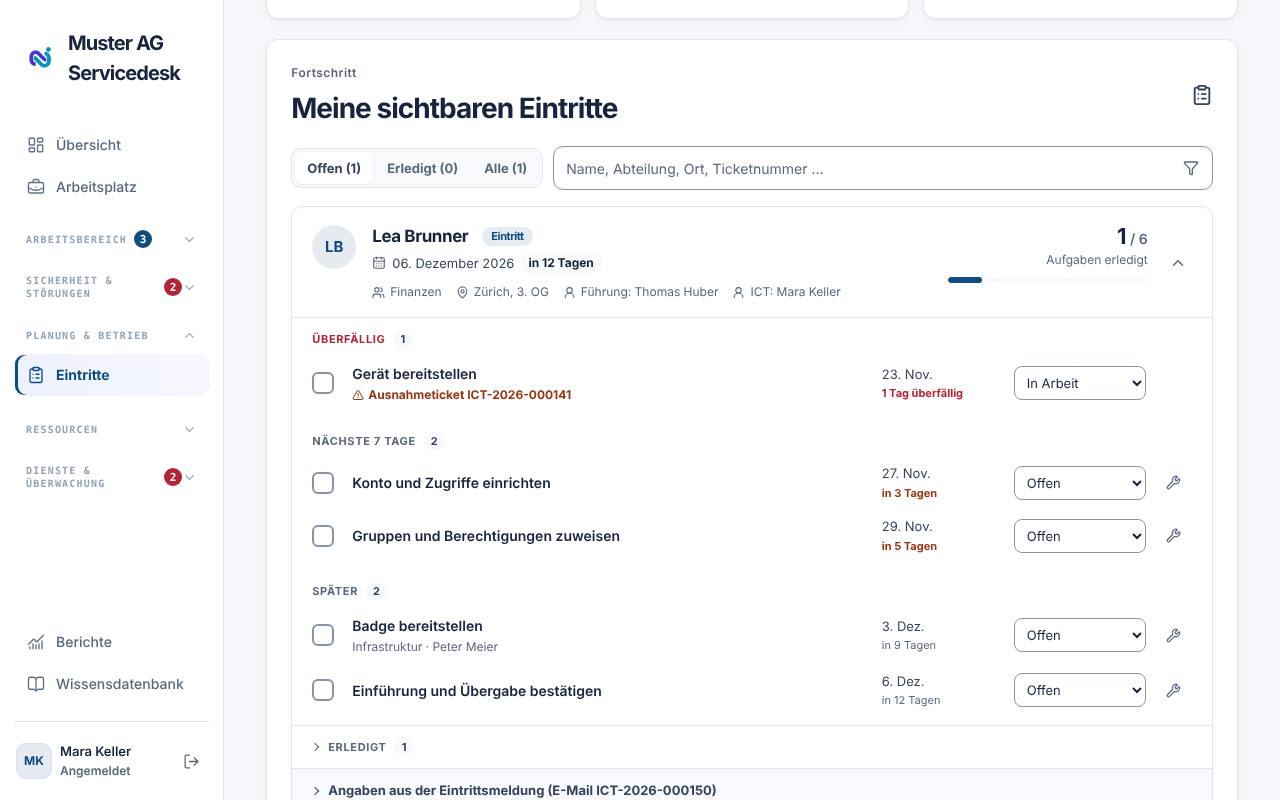 Muster AG
Servicedesk
Übersicht
Arbeitsplatz
ARBEITSBEREICH 3
SICHERHEIT &
STÖRUNGEN 2
PLANUNG & BETRIEB
Eintritte
RESSOURCEN
DIENSTE &
ÜBERWACHUNG 2
Berichte
Wissensdatenbank
MK
Mara Keller
Angemeldet
Fortschritt
Meine sichtbaren Eintritte
Offen (1) Erledigt (0) Alle (1)
Name, Abteilung, Ort, Ticketnummer ...
LB
Lea Brunner Eintritt
06. Dezember 2026 in 12 Tagen
Finanzen Zürich, 3. OG Führung: Thomas Huber ICT: Mara Keller
1 / 6
Aufgaben erledigt
ÜBERFÄLLIG 1
Gerät bereitstellen
Ausnahmeticket ICT-2026-000141
23. Nov.
1 Tag überfällig
In Arbeit
NÄCHSTE 7 TAGE 2
Konto und Zugriffe einrichten
27. Nov.
in 3 Tagen
Offen
Gruppen und Berechtigungen zuweisen
29. Nov.
in 5 Tagen
Offen
SPÄTER 2
Badge bereitstellen
Infrastruktur · Peter Meier
3. Dez.
in 9 Tagen
Offen
Einführung und Übergabe bestätigen
6. Dez.
in 12 Tagen
Offen
ERLEDIGT 1
Angaben aus der Eintrittsmeldung (E-Mail ICT-2026-000150)